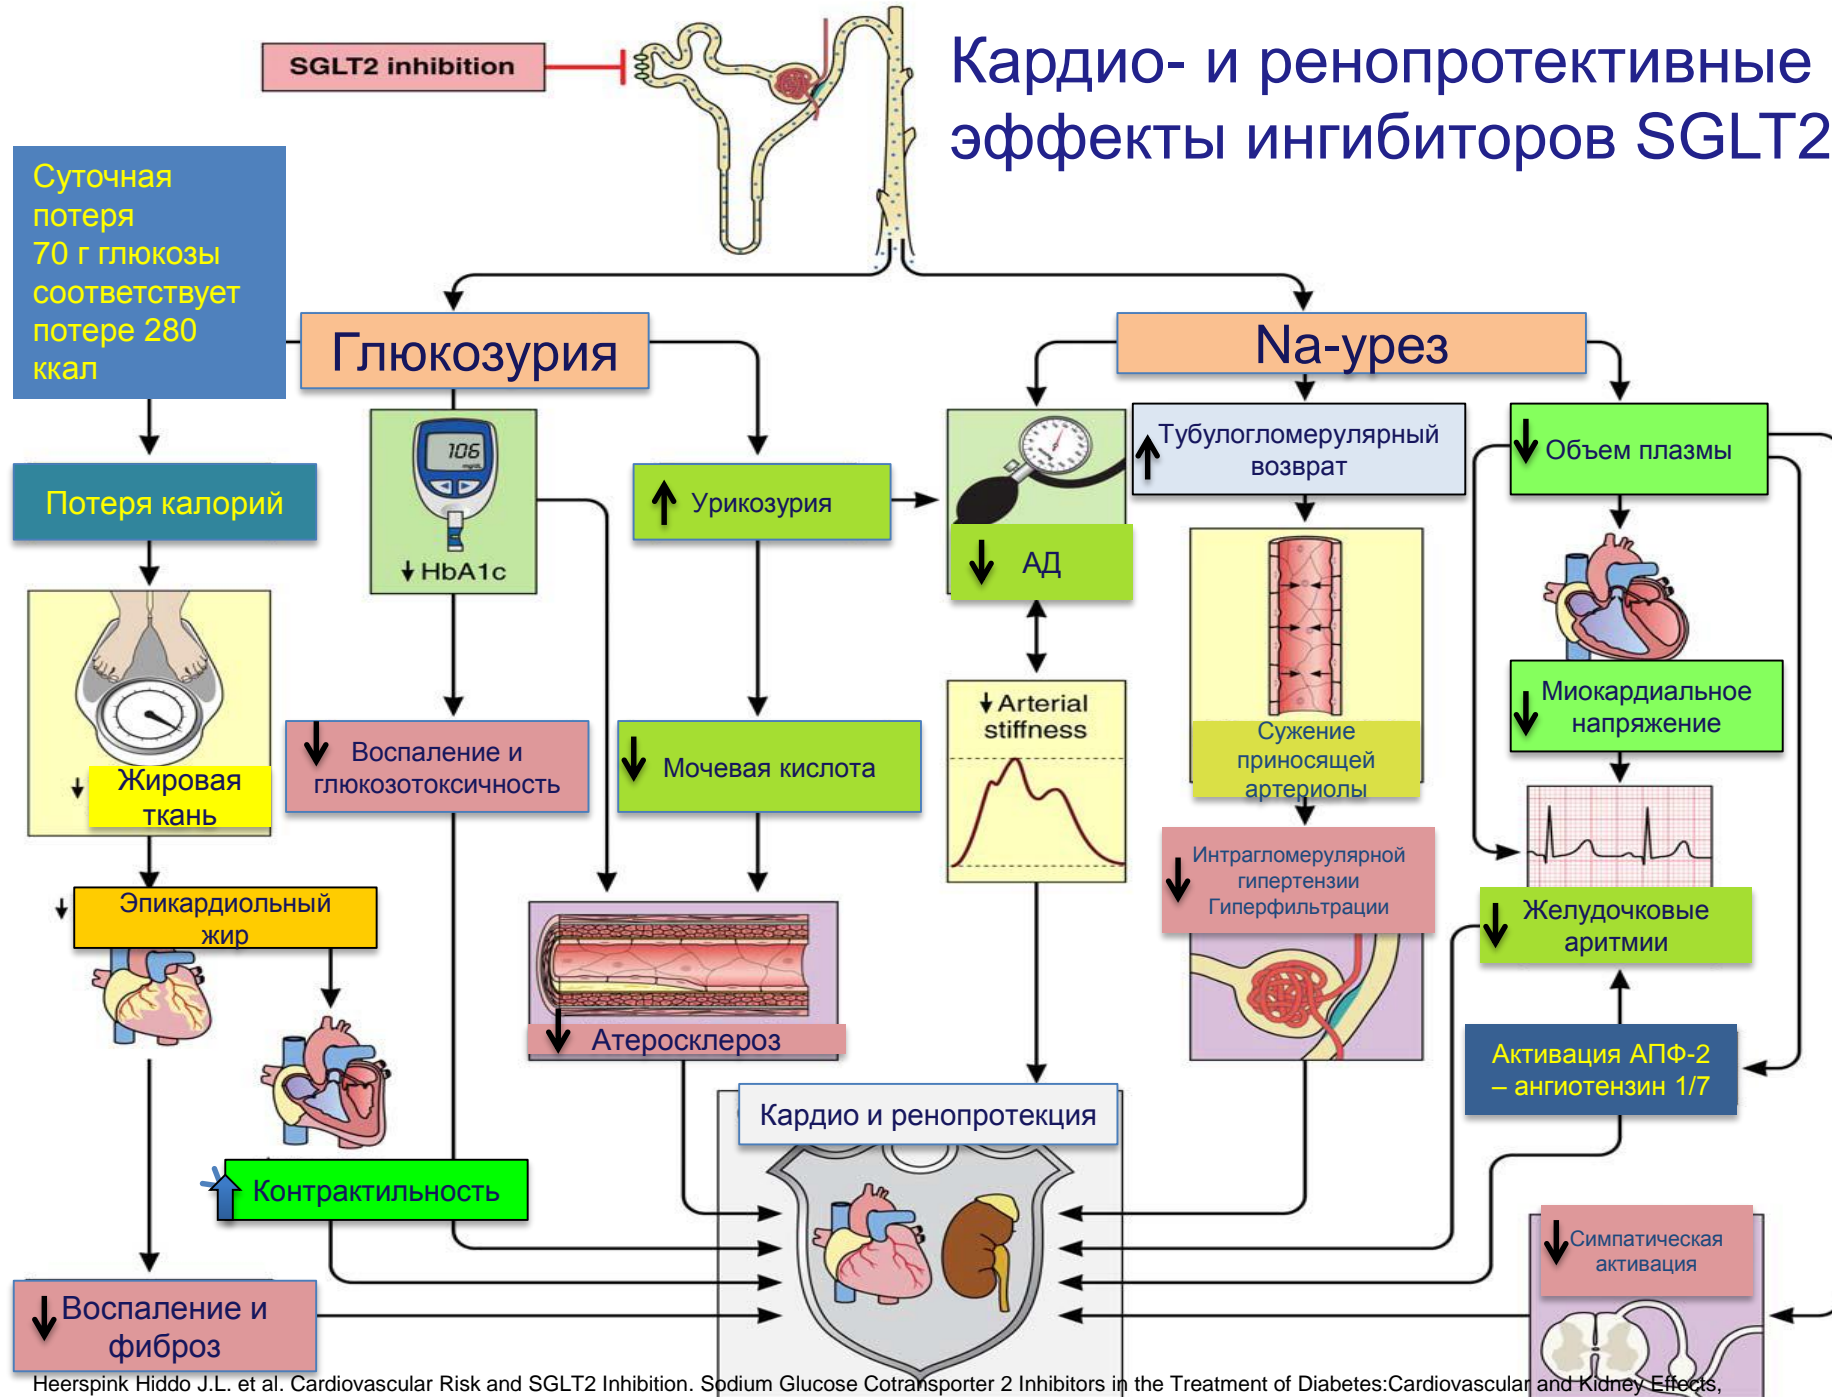 SGLT2 inhibition
Кардио- и ренопротективные
эффекты ингибиторов SGLT2
Суточная
потеря
70 г глюкозы
соответствует
потере 280
ккал
Глюкозурия
Na-урез
106
mg/dL
↓ HbA1c
Потеря калорий
Урикозурия
АД
Тубулогломерулярный
возврат
Объем плазмы
Жировая
ткань
Воспаление и
глюкозотоксичность
Мочевая кислота
↓ Arterial
stiffness
Сужение
приносящей
артериолы
Миокардиальное
напряжение
Эпикардиольный
жир
Интрагломерулярной
гипертензии
Гиперфильтрации
Желудочковые
аритмии
Атеросклероз
Активация АПФ-2
– ангиотензин 1/7
Кардио и ренопротекция
Контрактильность
Симпатическая
активация
Воспаление и
фиброз
Heerspink Hiddo J.L. et al. Cardiovascular Risk and SGLT2 Inhibition. Sodium Glucose Cotransporter 2 Inhibitors in the Treatment of Diabetes:Cardiovascular and Kidney Effects.